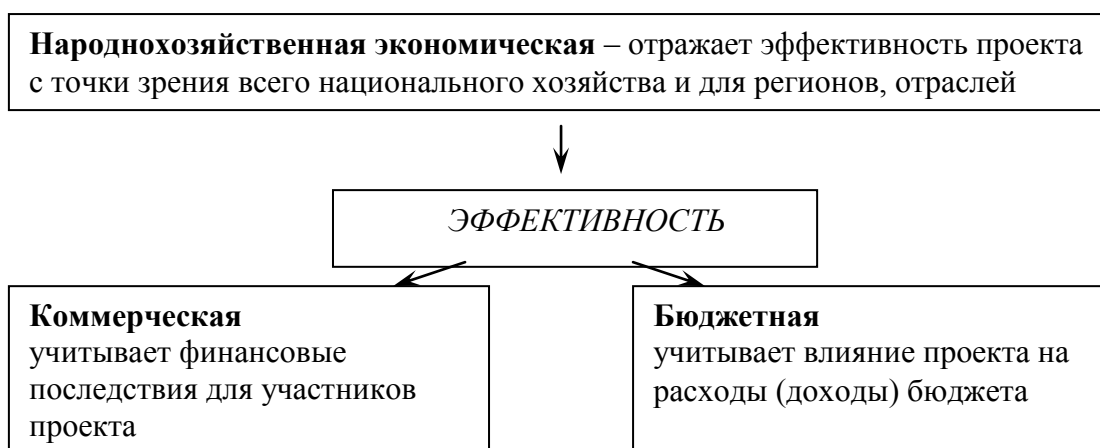 Народнохозяйственная экономическая – отражает эффективность проекта
с точки зрения всего национального хозяйства и для регионов, отраслей
ЭФФЕКТИВНОСТЬ
Коммерческая
учитывает финансовые
последствия для участников
проекта
Бюджетная
учитывает влияние проекта на
расходы (доходы) бюджета